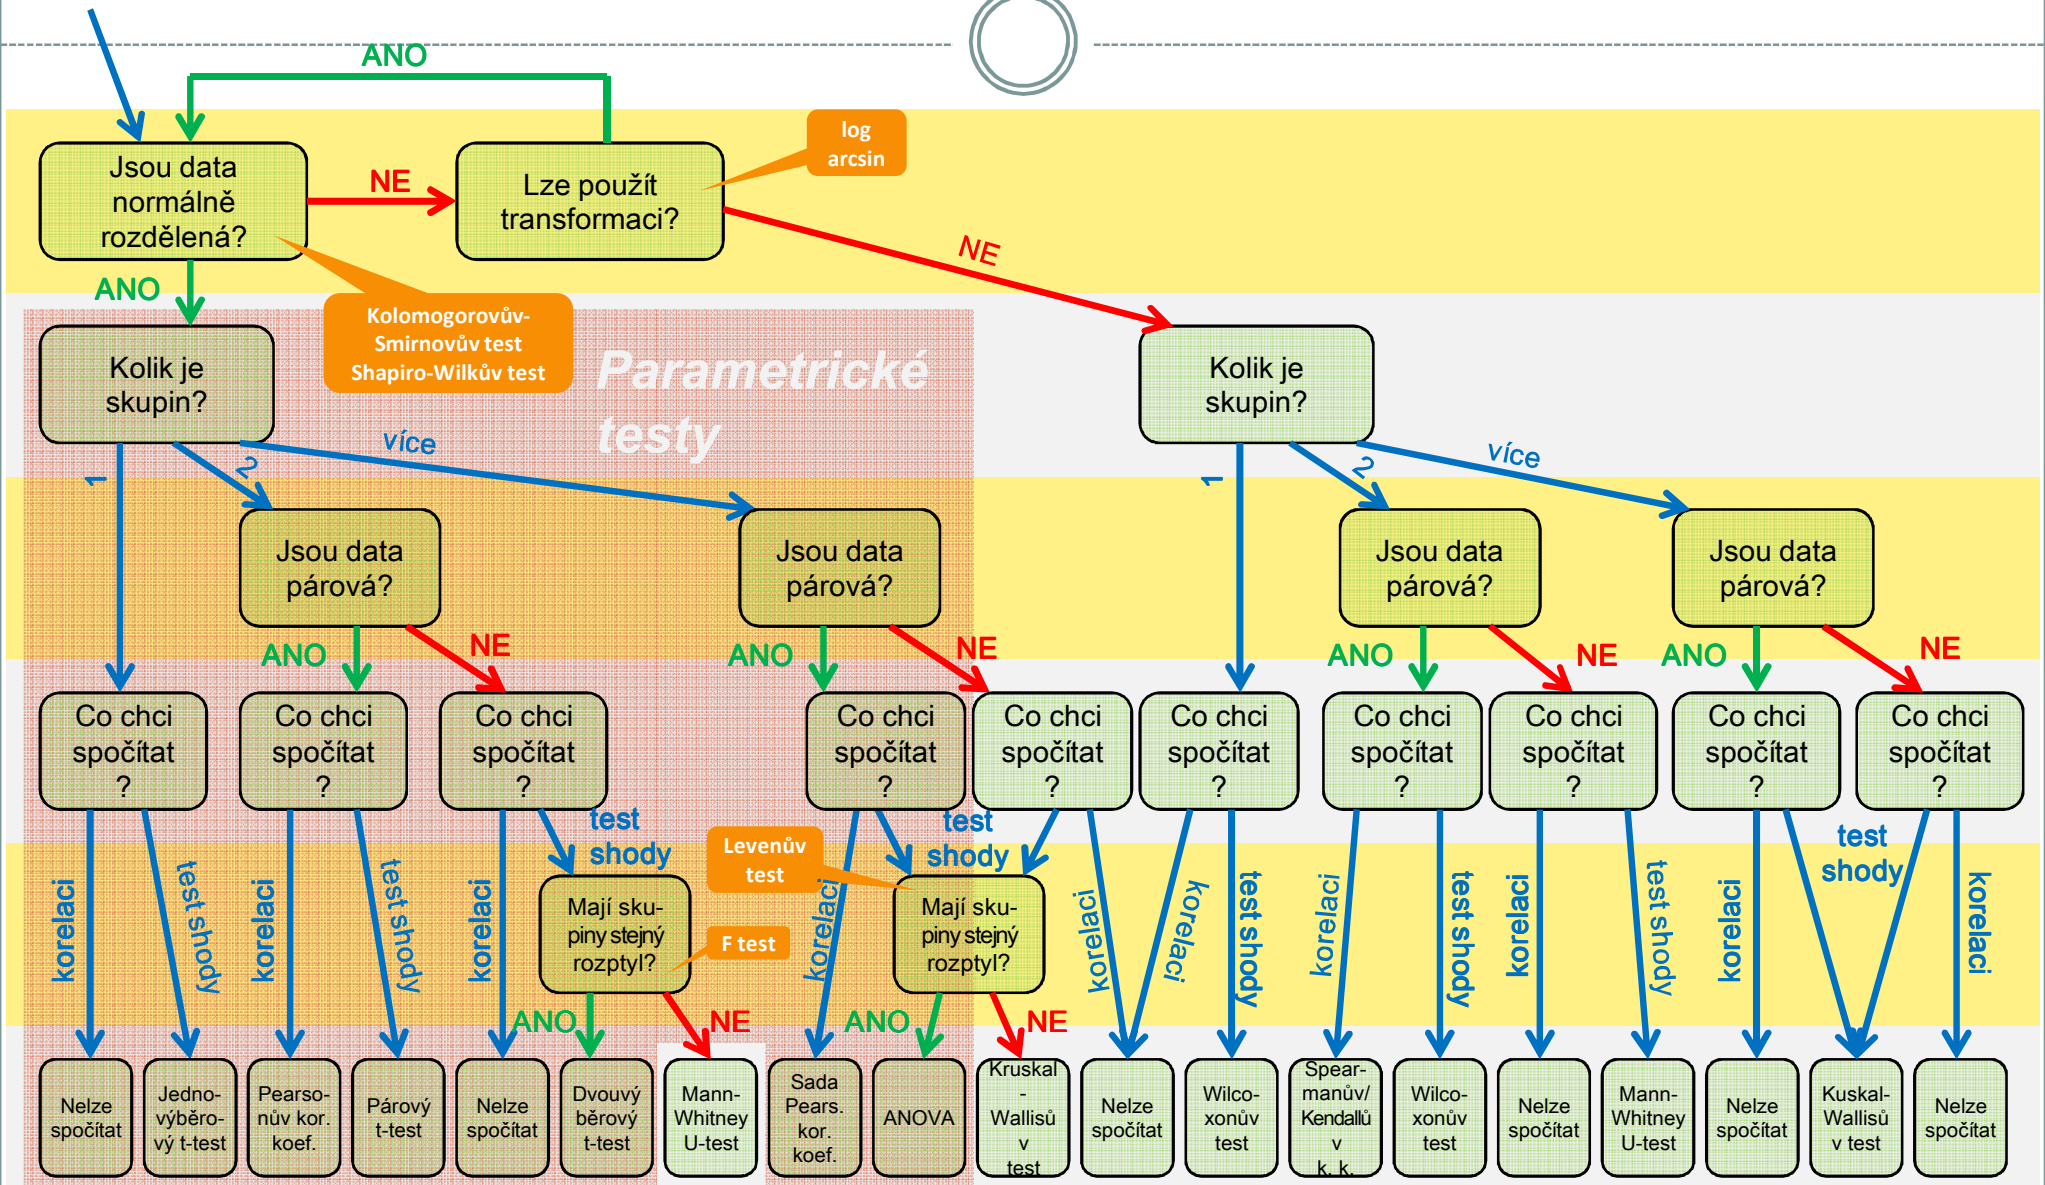 ANO
log
arcsin
Jsou data
normálně
rozdělená?
NE
Lze použít
transformaci?
NE
ANO
Kolomogorovův-
Smirnovův test
Shapiro-Wilkův test
Parametrické
testy
Kolik je
skupin?
Kolik je
skupin?
1
2
více
1
2
více
Jsou data
párová?
Jsou data
párová?
Jsou data
párová?
Jsou data
párová?
ANO
NE
ANO
NE
ANO
NE
ANO
NE
Co chci
spočítat
?
Co chci
spočítat
?
Co chci
spočítat
?
Co chci
spočítat
?
Co chci
spočítat
?
Co chci
spočítat
?
Co chci
spočítat
?
Co chci
spočítat
?
Co chci
spočítat
?
Co chci
spočítat
?
korelaci
test shody
korelaci
test shody
korelaci
test
shody
Levenův
test
korelaci
test
shody
korelaci
korelaci
test shody
korelaci
test shody
korelaci
test shody
korelaci
test
shody
korelaci
Mají sku-
piny stejný
rozptyl?
F test
Mají sku-
piny stejný
rozptyl?
ANO
NE
ANO
NE
Nelze
spočítat
Jedno-
výběro-
vý t-test
Pearso-
nův kor.
koef.
Párový
t-test
Nelze
spočítat
Dvouvý
běrový
t-test
Mann-
Whitney
U-test
Sada
Pears.
kor.
koef.
ANOVA
Kruskal
-
Wallisů
v
test
Nelze
spočítat
Wilco-
xonův
test
Spear-
manův/
Kendallů
v
k. k.
Wilco-
xonův
test
Nelze
spočítat
Mann-
Whitney
U-test
Nelze
spočítat
Kuskal-
Wallisů
v test
Nelze
spočítat